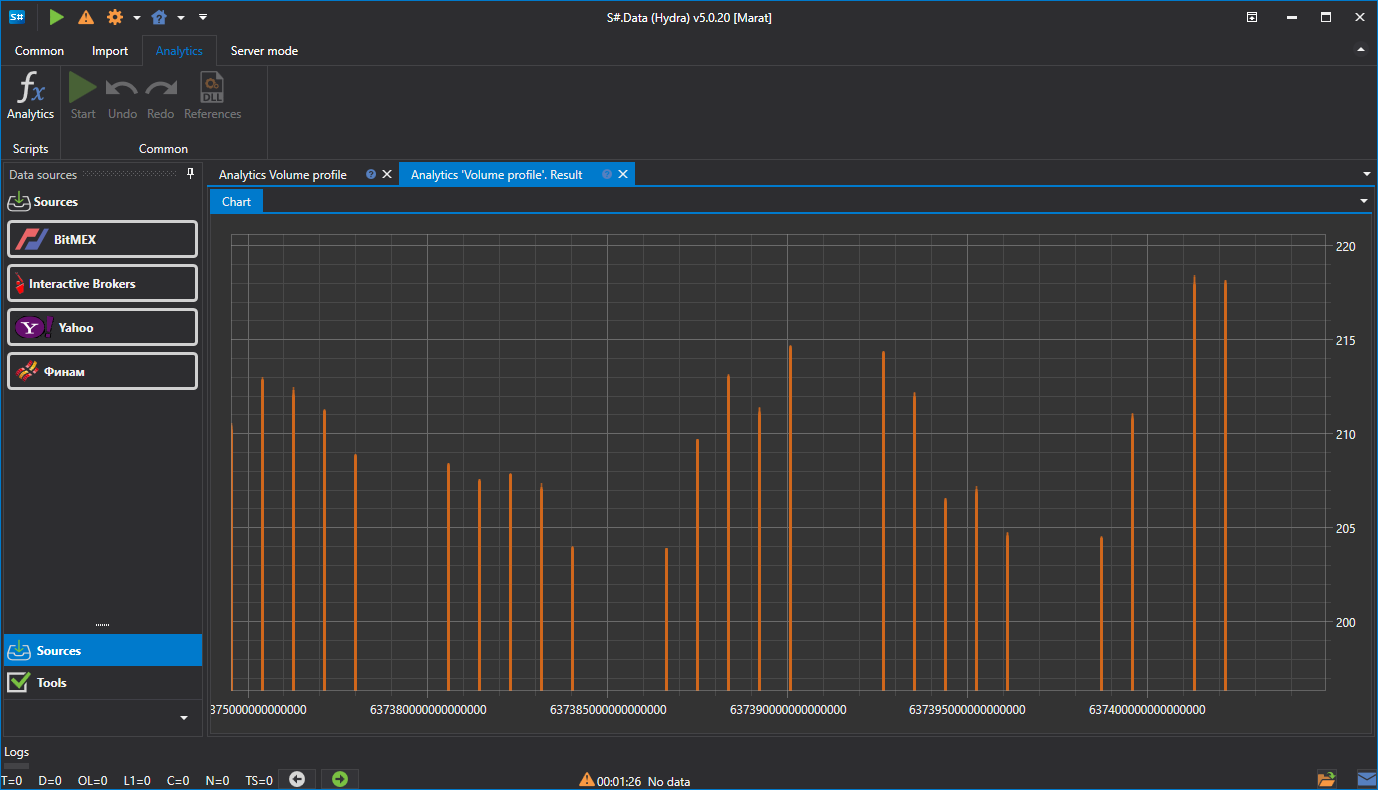 S#
S#.Data (Hydra) v5.0.20 [Marat]
Common Import Analytics Server mode
fx
DLL
Analytics Start Undo Redo References
Scripts Common
Data sources
Analytics Volume profile ? Analytics 'Volume profile'. Result ?
Sources
Chart
BitMEX
Interactive Brokers
Y! Yahoo
Финам
220
215
210
205
200
Sources
Tools
375000000000000 637380000000000000 637385000000000000 637390000000000000 637395000000000000 637400000000000000
Logs
T=0 D=0 OL=0 L1=0 C=0 N=0 TS=0 00:01:26 No data